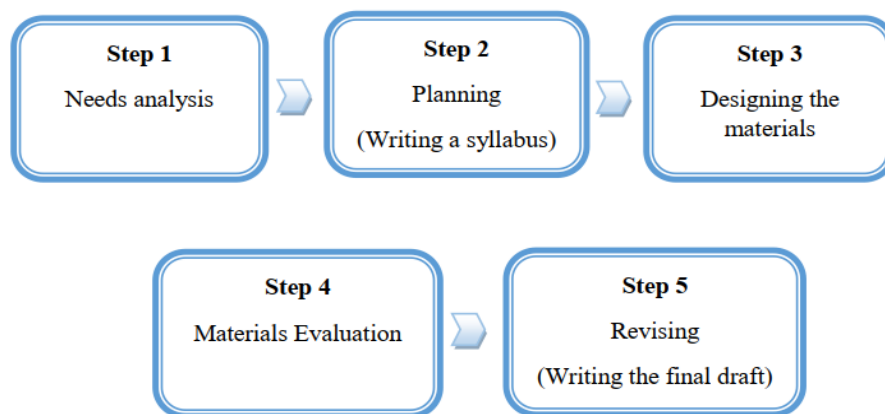 Step 1
Needs analysis
Step 2
Planning
(Writing a syllabus)
Step 3
Designing the
materials
Step 4
Materials Evaluation
Step 5
Revising
(Writing the final draft)